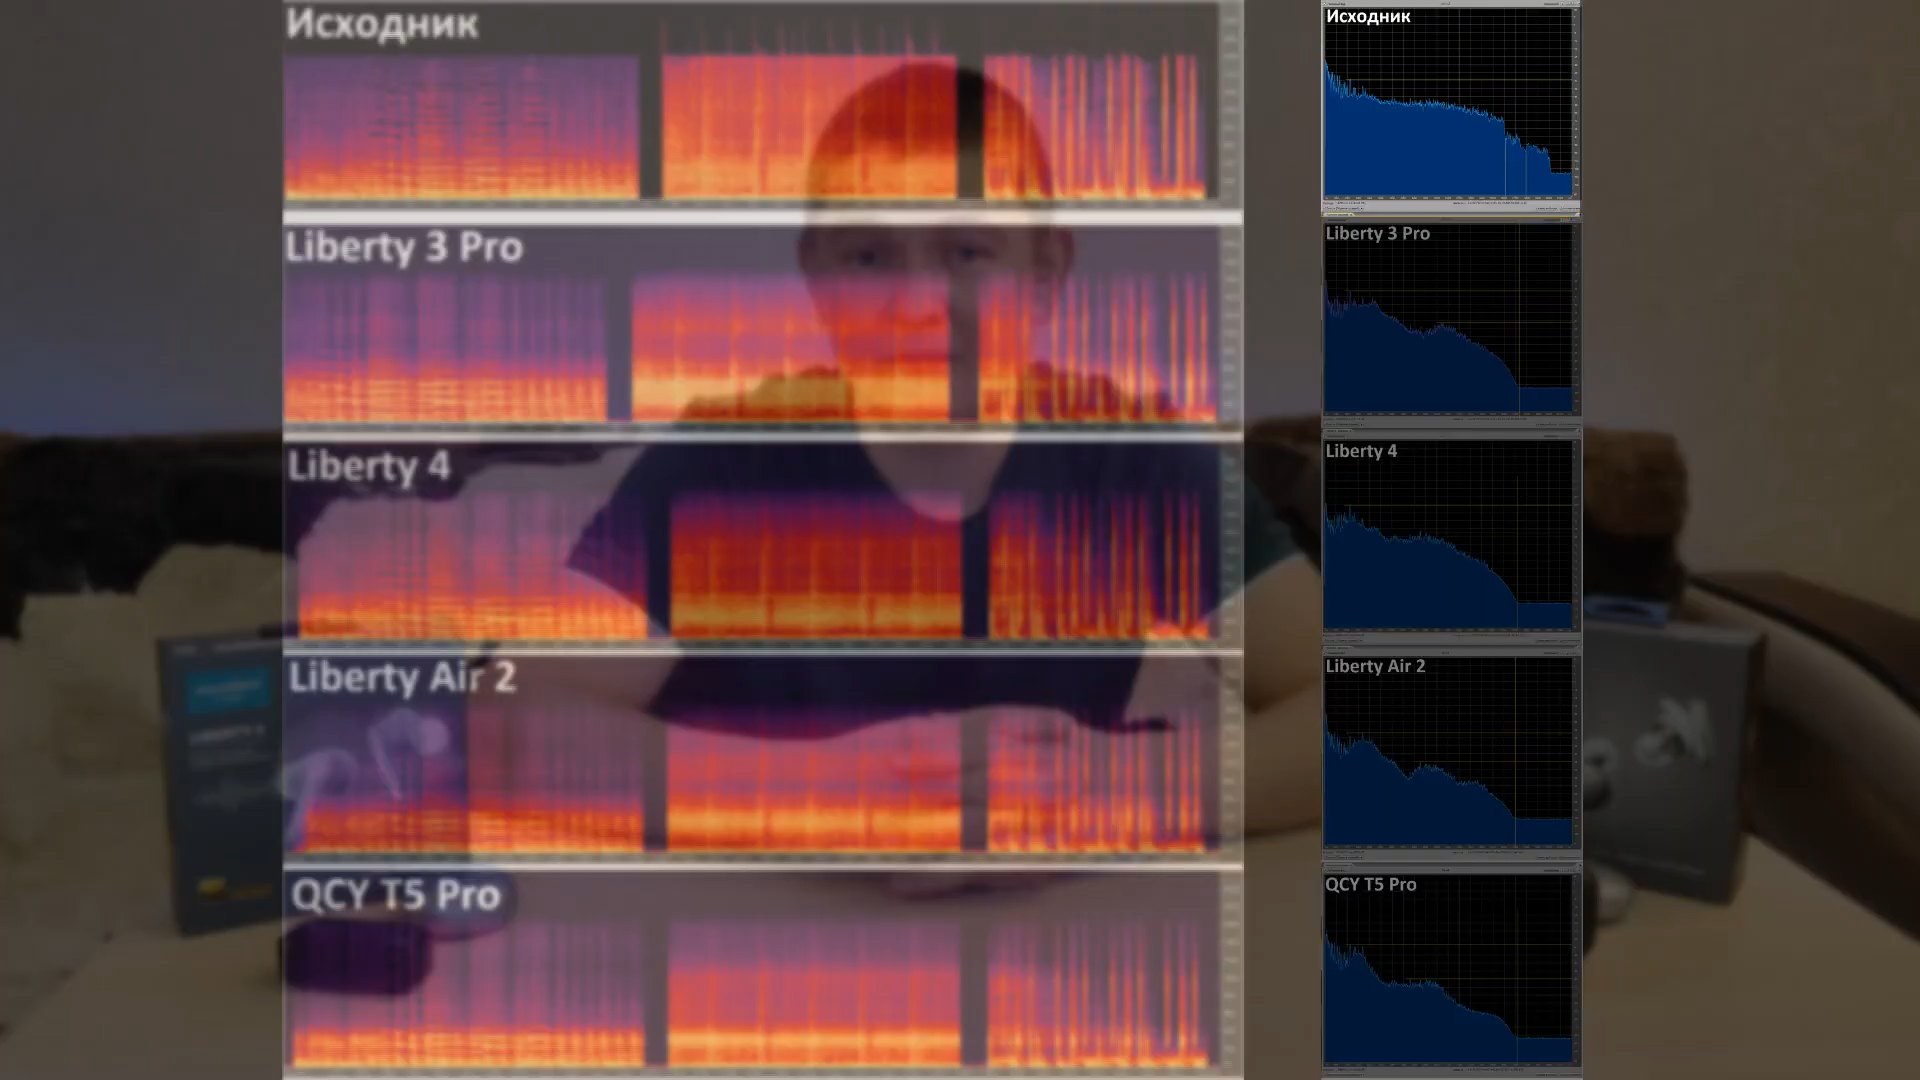 Исходник
Liberty 3 Pro
Liberty 4
Liberty Air 2
QCY T5 Pro
Исходник
Liberty 3 Pro
Liberty 4
Liberty Air 2
QCY T5 Pro